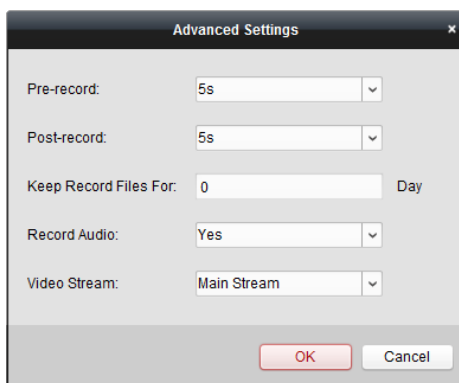 Advanced Settings ×
Pre-record: 5s
Post-record: 5s
Keep Record Files For: 0 Day
Record Audio: Yes
Video Stream: Main Stream
OK Cancel